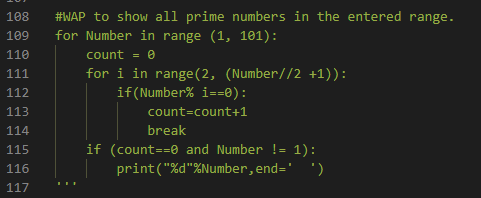 108 #WAP to show all prime numbers in the entered range.
109 for Number in range (1, 101):
110     count = 0
111     for i in range(2, (Number//2 +1)):
112         if(Number% i==0):
113             count=count+1
114             break
115     if (count==0 and Number != 1):
116         print("%d"%Number,end='  ')
117 '''